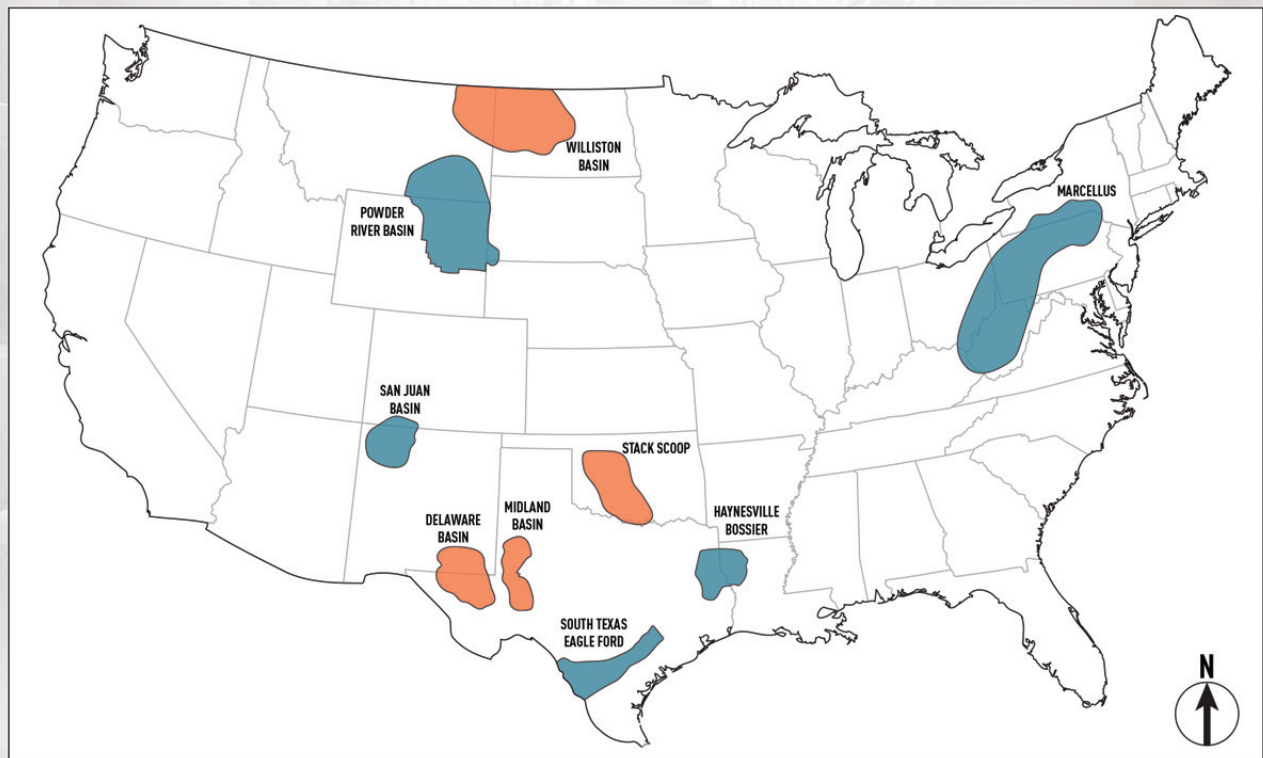 WILLISTON
BASIN
POWDER
RIVER BASIN
MARCELLUS
SAN JUAN
BASIN
STACK SCOOP
DELAWARE
BASIN
MIDLAND
BASIN
HAYNESVILLE
BOSSIER
SOUTH TEXAS
EAGLE FORD
N